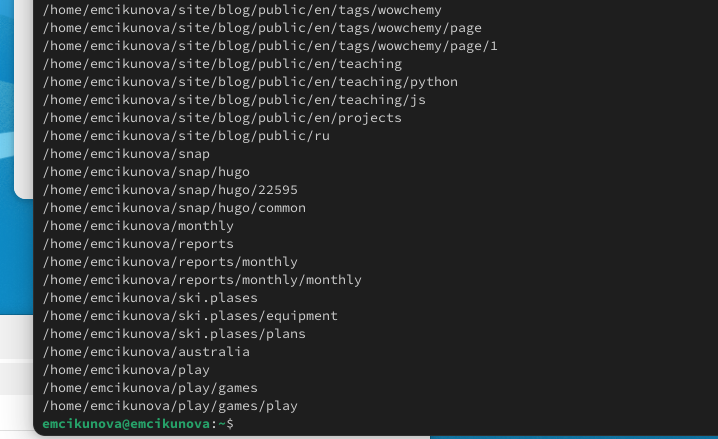 /home/emcikunova/site/blog/public/en/tags/wowchemy
/home/emcikunova/site/blog/public/en/tags/wowchemy/page
/home/emcikunova/site/blog/public/en/tags/wowchemy/page/1
/home/emcikunova/site/blog/public/en/teaching
/home/emcikunova/site/blog/public/en/teaching/python
/home/emcikunova/site/blog/public/en/teaching/js
/home/emcikunova/site/blog/public/en/projects
/home/emcikunova/site/blog/public/ru
/home/emcikunova/snap
/home/emcikunova/snap/hugo
/home/emcikunova/snap/hugo/22595
/home/emcikunova/snap/hugo/common
/home/emcikunova/monthly
/home/emcikunova/reports
/home/emcikunova/reports/monthly
/home/emcikunova/reports/monthly/monthly
/home/emcikunova/ski.plases
/home/emcikunova/ski.plases/equipment
/home/emcikunova/ski.plases/plans
/home/emcikunova/australia
/home/emcikunova/play
/home/emcikunova/play/games
/home/emcikunova/play/games/play
emcikunova@emcikunova:~$